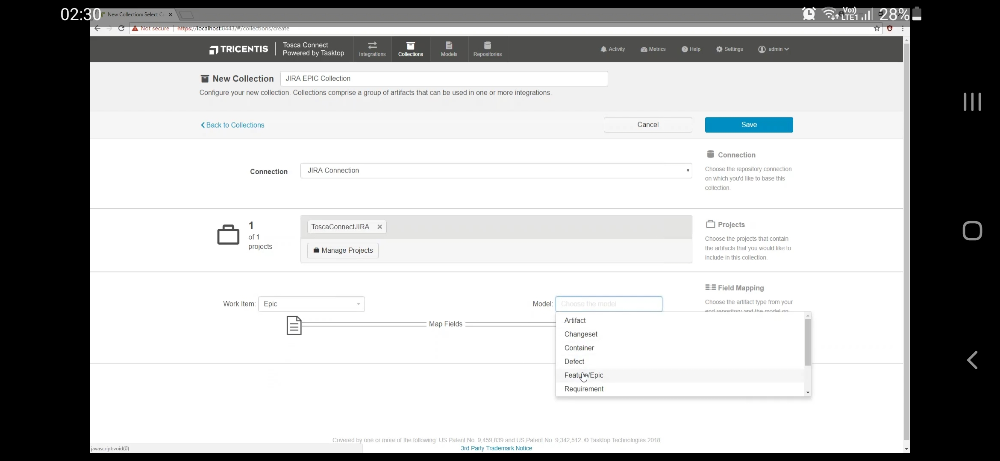 02:30
New Collection: Select Co
Vo))
LTE1
28%
Not secure
https://localhost:8443/#/collections/create
TRICENTIS
Tosca Connect
Powered by Tasktop
Integrations
Collections
Models
Repositories
Activity
Metrics
Help
Settings
admin
New Collection
JIRA EPIC Collection
Configure your new collection. Collections comprise a group of artifacts that can be used in one or more integrations.
Back to Collections
Cancel
Save
Connection
JIRA Connection
Connection
Choose the repository connection
on which you'd like to base this
collection.
1
of 1
projects
ToscaConnectJIRA
Manage Projects
Projects
Choose the projects that contain
the artifacts that you would like to
include in this collection.
Work Item:
Epic
Map Fields
Model:
Choose the model
Artifact
Changeset
Container
Defect
Feature/Epic
Requirement
Field Mapping
Choose the artifact type from your
end repository and the model on
Covered by one or more of the following: US Patent No. 9,459,839 and US Patent No. 9,342,512. © Tasktop Technologies 2018
3rd Party Trademark Notice
javascript:void(0)